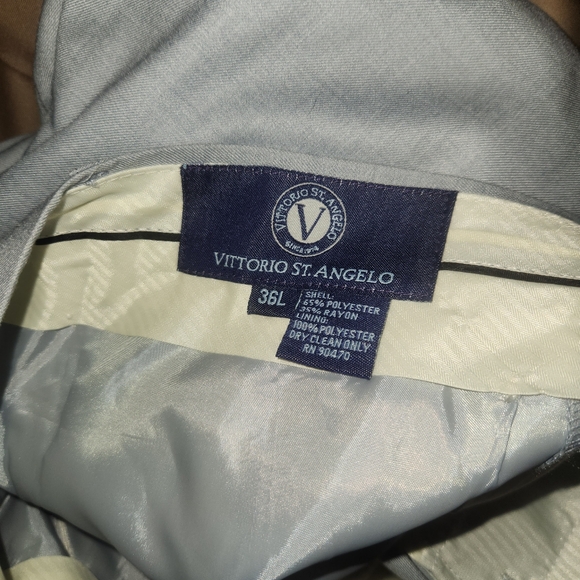 VITTORIO ST. ANGELO
V
SINCE 1974
VITTORIO ST. ANGELO
36L
SHELL:
65% POLYESTER
35% RAYON
LINING:
100% POLYESTER
DRY CLEAN ONLY
RN 90470